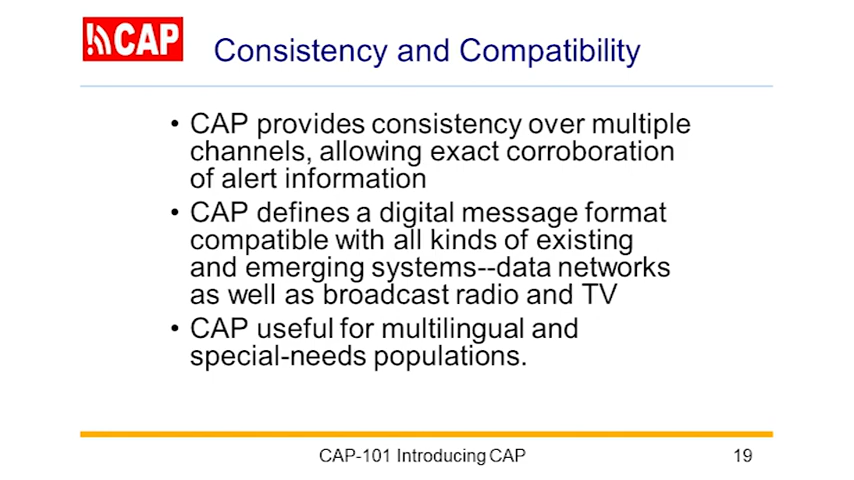 CAP
Consistency and Compatibility
• CAP provides consistency over multiple
channels, allowing exact corroboration
of alert information
• CAP defines a digital message format
compatible with all kinds of existing
and emerging systems--data networks
as well as broadcast radio and TV
• CAP useful for multilingual and
special-needs populations.
CAP-101 Introducing CAP
19